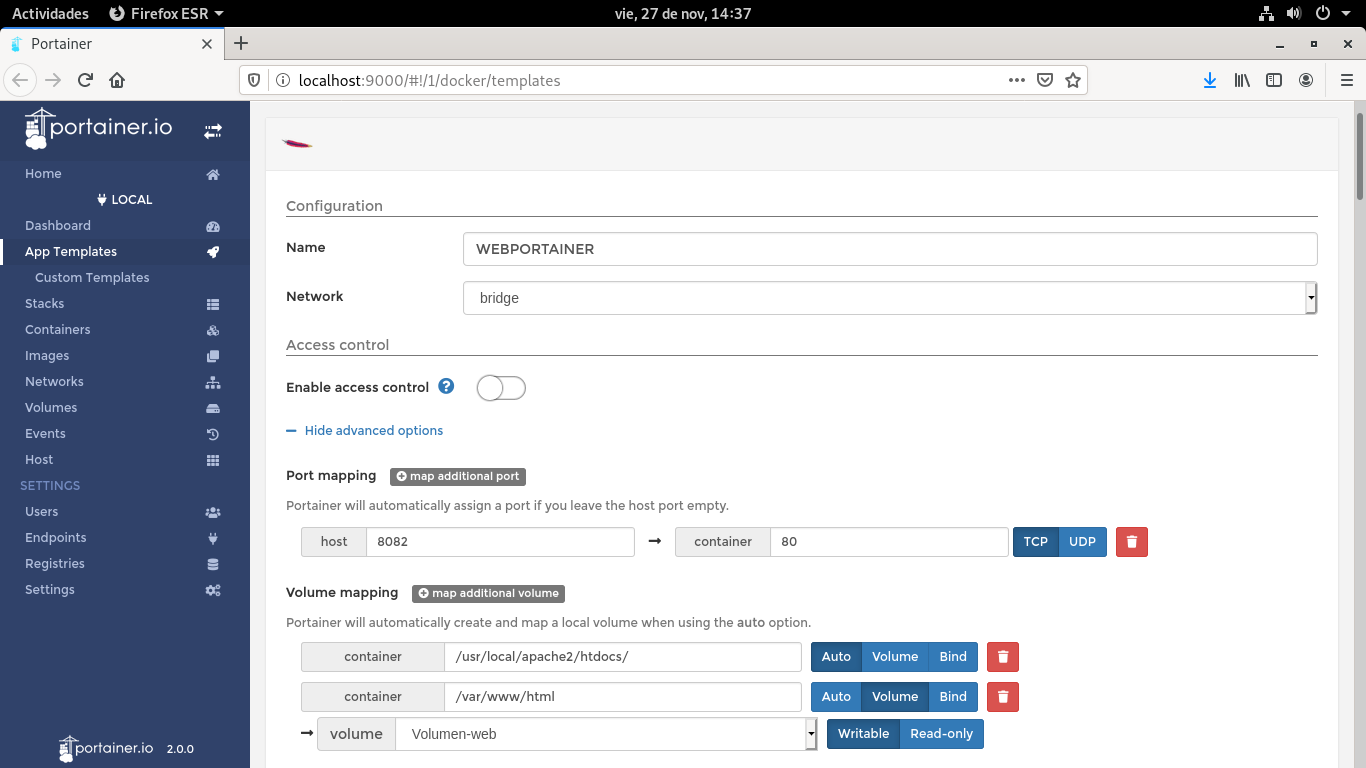 Actividades Firefox ESR vie, 27 de nov, 14:37
Portainer
localhost:9000/#!/1/docker/templates
portainer.io
Home
LOCAL
Dashboard
App Templates
Custom Templates
Stacks
Containers
Images
Networks
Volumes
Events
Host
SETTINGS
Users
Endpoints
Registries
Settings
portainer.io 2.0.0
Configuration
Name WEBPORTAINER
Network bridge
Access control
Enable access control ?
Hide advanced options
Port mapping map additional port
Portainer will automatically assign a port if you leave the host port empty.
host 8082 → container 80 TCP UDP
Volume mapping map additional volume
Portainer will automatically create and map a local volume when using the auto option.
container /usr/local/apache2/htdocs/ Auto Volume Bind
container /var/www/html Auto Volume Bind
→ volume Volumen-web Writable Read-only